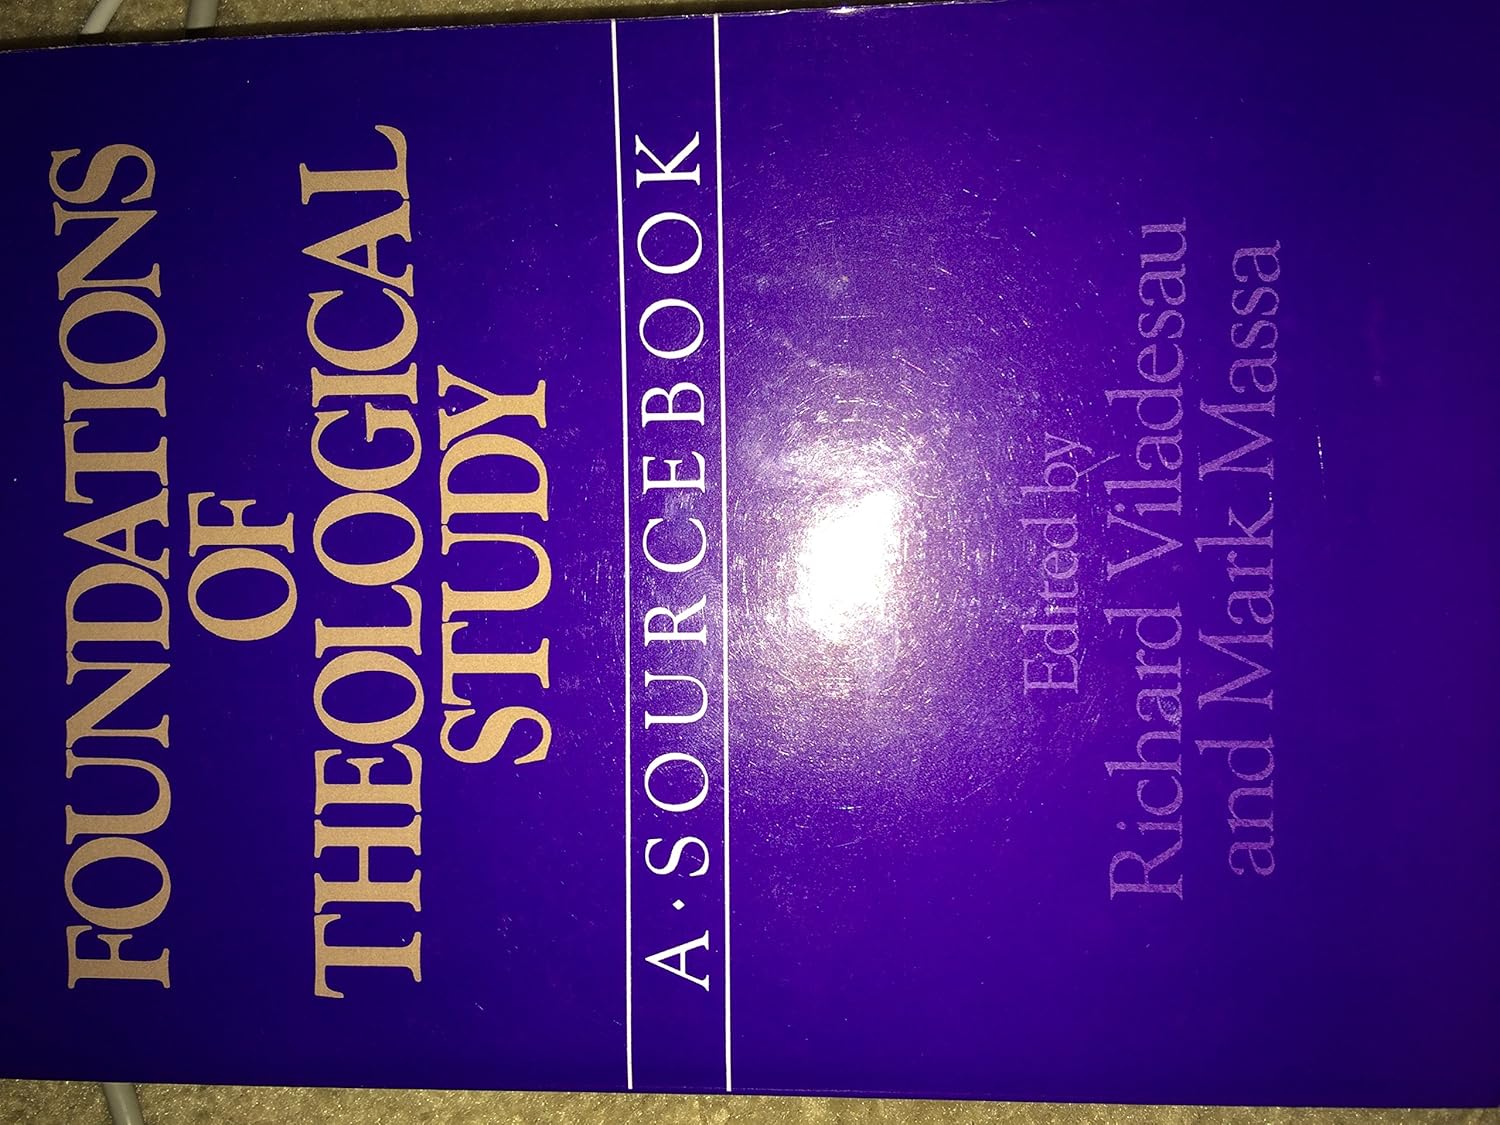 FOUNDATIONS
OF
THEOLOGICAL
STUDY
A·SOURCEBOOK
Edited by
Richard Viladesau
and Mark Massa